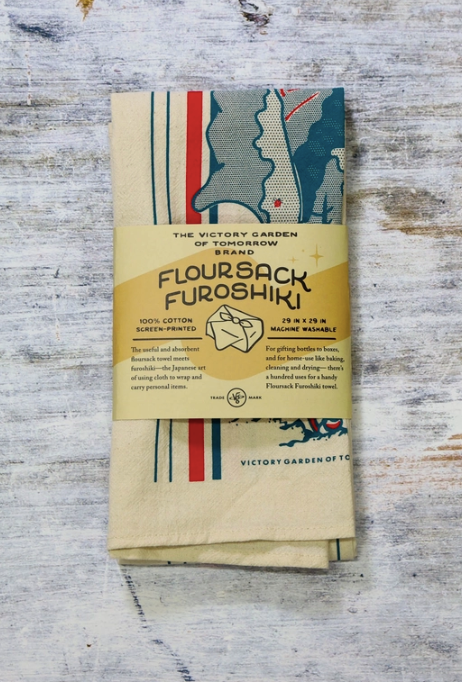 THE VICTORY GARDEN
OF TOMORROW
BRAND
FLOURSACK
FUROSHIKI
100% COTTON
SCREEN-PRINTED
29 IN X 29 IN
MACHINE WASHABLE
The useful and absorbent
floursack towel meets
furoshiki—the Japanese art
of using cloth to wrap and
carry personal items.
For gifting bottles to boxes,
and for home-use like baking,
cleaning and drying— there's
a hundred uses for a handy
Floursack Furoshiki towel.
TRADE MARK
VICTORY GARDEN OF TO